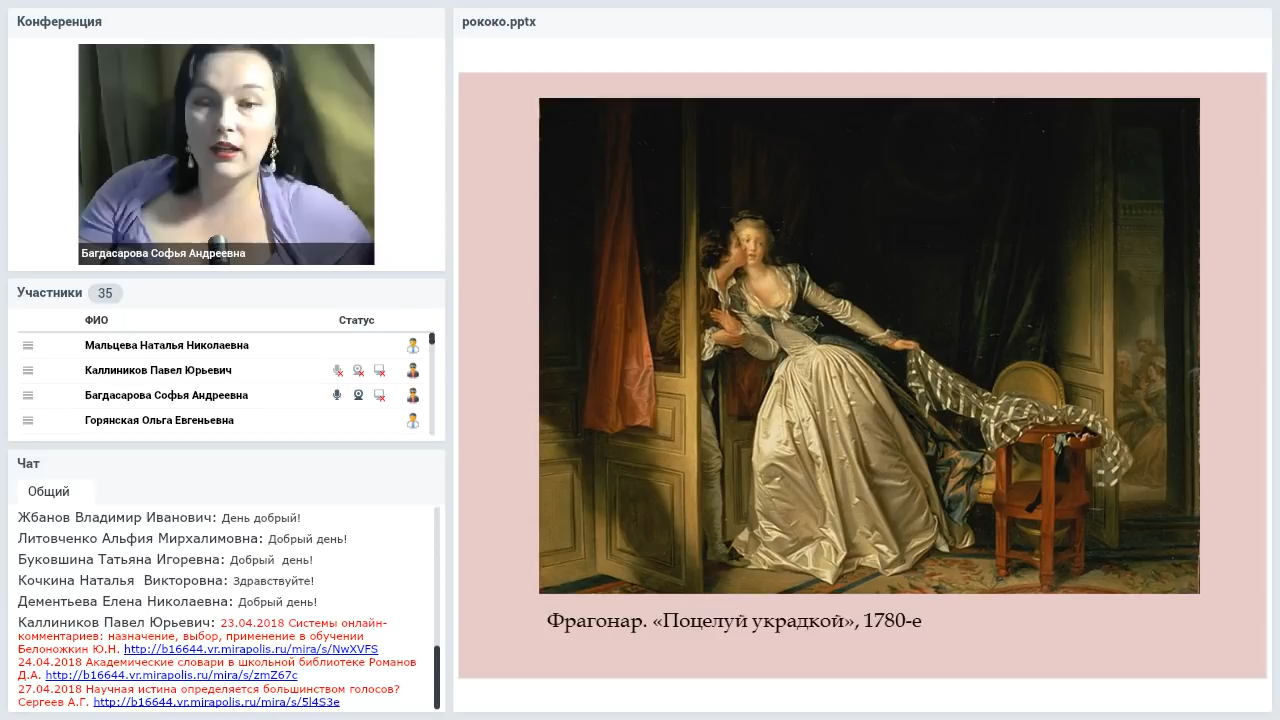 Конференция
Багдасарова Софья Андреевна
Участники 35
ФИО Статус
Мальцева Наталья Николаевна
Каллиников Павел Юрьевич
Багдасарова Софья Андреевна
Горянская Ольга Евгеньевна
Чат
Общий
Жбанов Владимир Иванович: День добрый!
Литовченко Альфия Мирхалимовна: Добрый день!
Буковшина Татьяна Игоревна: Добрый день!
Кочкина Наталья Викторовна: Здравствуйте!
Дементьева Елена Николаевна: Добрый день!
Каллиников Павел Юрьевич: 23.04.2018 Системы онлайн-
комментариев: назначение, выбор, применение в обучении
Белоножкин Ю.Н. http://b16644.vr.mirapolis.ru/mira/s/NwXVFS
24.04.2018 Академические словари в школьной библиотеке Романов
Д.А. http://b16644.vr.mirapolis.ru/mira/s/zmZ67c
27.04.2018 Научная истина определяется большинством голосов?
Сергеев А.Г. http://b16644.vr.mirapolis.ru/mira/s/5l4S3e
рококо.pptx
Фрагонар. «Поцелуй украдкой», 1780-е